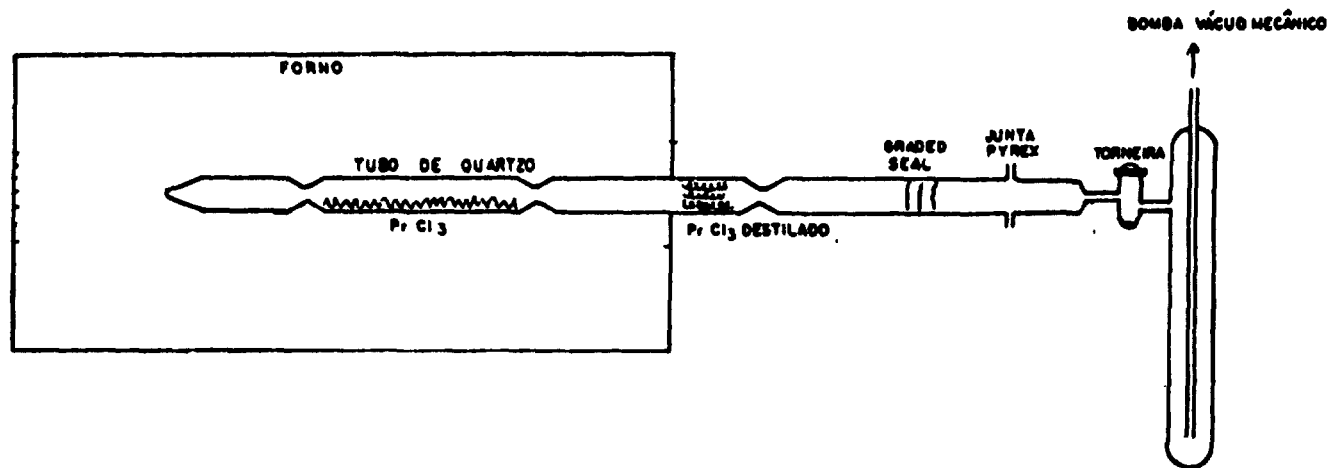 BOMBA VÁCUO MECÂNICO
FORNO
GRADED
SEAL
JUNTA
PYREX
TORNEIRA
TUBO DE QUARTZO
Pr Cl3
Pr Cl3 DESTILADO